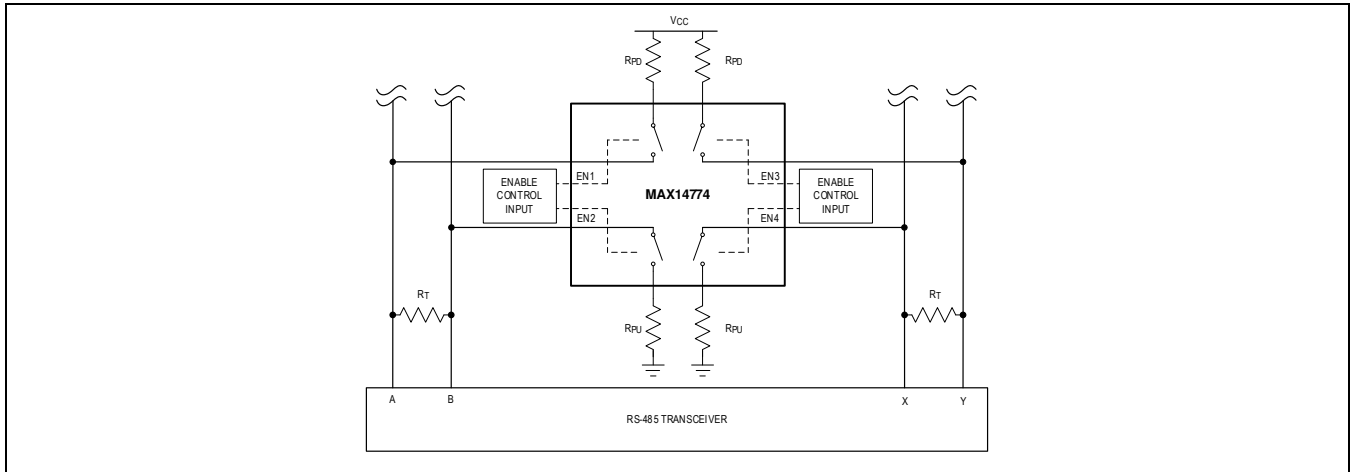 VCC
RPD
RPD
EN1
EN3
ENABLE
CONTROL
INPUT
MAX14774
ENABLE
CONTROL
INPUT
EN2
EN4
RT
RT
RPU
RPU
A
B
X
Y
RS-485 TRANSCEIVER